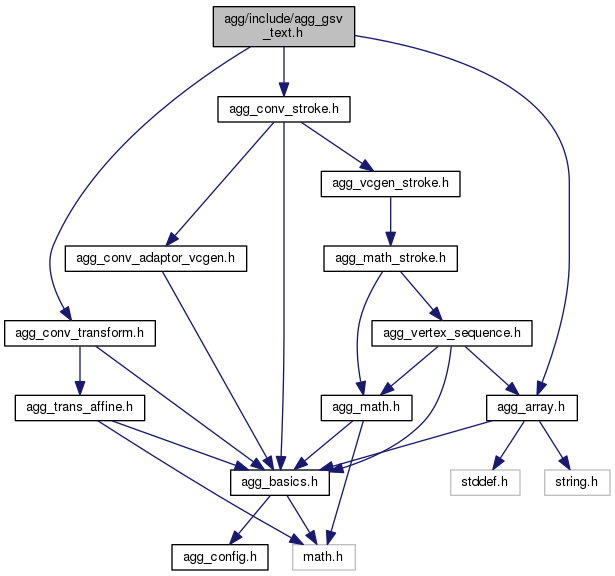 agg/include/agg_gsv
_text.h
agg_conv_stroke.h
agg_vcgen_stroke.h
agg_conv_adaptor_vcgen.h
agg_math_stroke.h
agg_conv_transform.h
agg_vertex_sequence.h
agg_trans_affine.h
agg_math.h
agg_array.h
agg_basics.h
stddef.h
string.h
agg_config.h
math.h